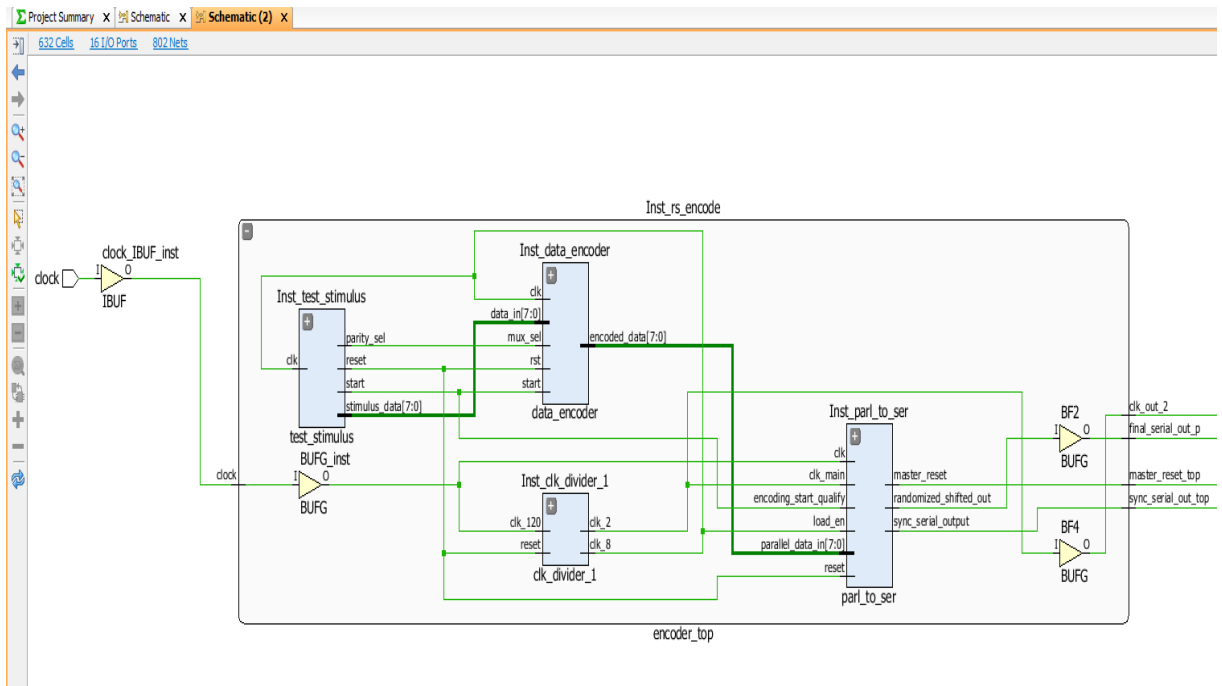 Project Summary x Schematic x Schematic (2) x
632 Cells 16 I/O Ports 802 Nets
Inst_rs_encode
clock_IBUF_inst
clock
I O
IBUF
Inst_test_stimulus
clk
parity_sel
reset
start
stimulus_data[7:0]
test_stimulus
Inst_data_encoder
clk
data_in[7:0]
mux_sel
rst
start
encoded_data[7:0]
data_encoder
clock
BUFG_inst
I O
BUFG
Inst_clk_divider_1
clk_120
reset
clk_2
clk_8
clk_divider_1
Inst_parl_to_ser
clk
clk_main
encoding_start_qualify
load_en
parallel_data_in[7:0]
reset
master_reset
randomized_shifted_out
sync_serial_output
parl_to_ser
BF2
I O
BUFG
BF4
I O
BUFG
clk_out_2
final_serial_out_p
master_reset_top
sync_serial_out_top
encoder_top